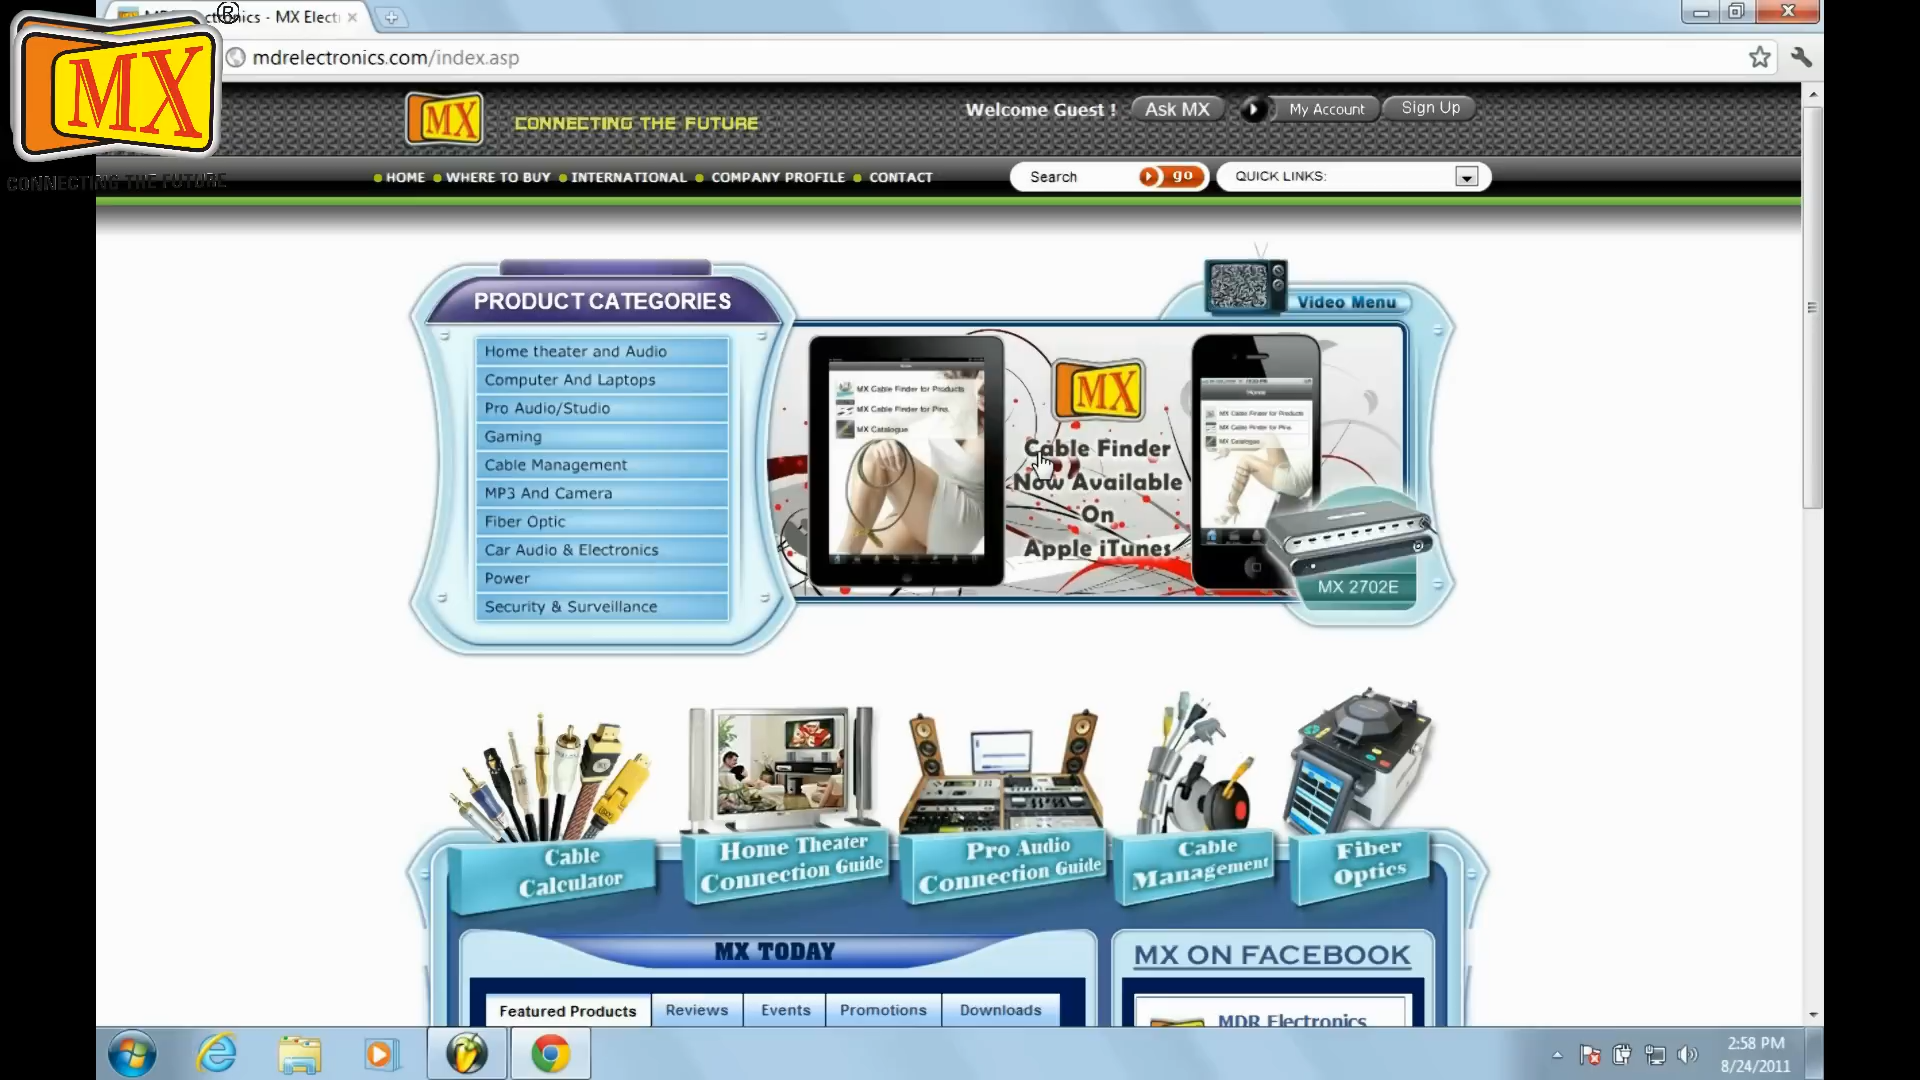 MX
®
CONNECTING THE FUTURE
ctronics - MX Elect
mdrelectronics.com/index.asp
MX
CONNECTING THE FUTURE
Welcome Guest !
Ask MX
My Account
Sign Up
HOME
WHERE TO BUY
INTERNATIONAL
COMPANY PROFILE
CONTACT
Search
go
QUICK LINKS:
PRODUCT CATEGORIES
Home theater and Audio
Computer And Laptops
Pro Audio/Studio
Gaming
Cable Management
MP3 And Camera
Fiber Optic
Car Audio & Electronics
Power
Security & Surveillance
Video Menu
MX Cable Finder for Products
MX Cable Finder for Pins.
MX Catalogue
MX
Cable Finder
Now Available
On
Apple iTunes
Home
MX Cable Finder for Products
MX Cable Finder for Pins.
MX Catalogue
MX 2702E
Cable
Calculator
Home Theater
Connection Guide
Pro Audio
Connection Guide
Cable
Management
Fiber
Optics
MX TODAY
Featured Products
Reviews
Events
Promotions
Downloads
MX ON FACEBOOK
MDR Electronics
2:58 PM
8/24/2011